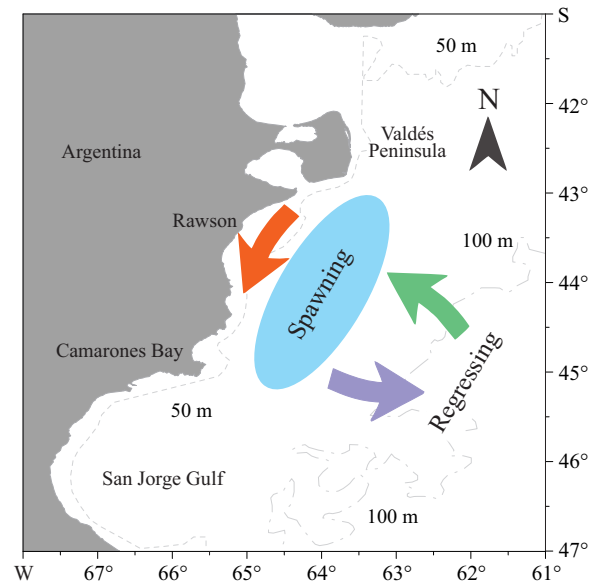 S
50 m
42°
N
Valdés
Peninsula
Argentina
43°
Rawson
100 m
44°
Spawning
Camarones Bay
Regressing
45°
50 m
San Jorge Gulf
46°
100 m
47°
W
67°
66°
65°
64°
63°
62°
61°